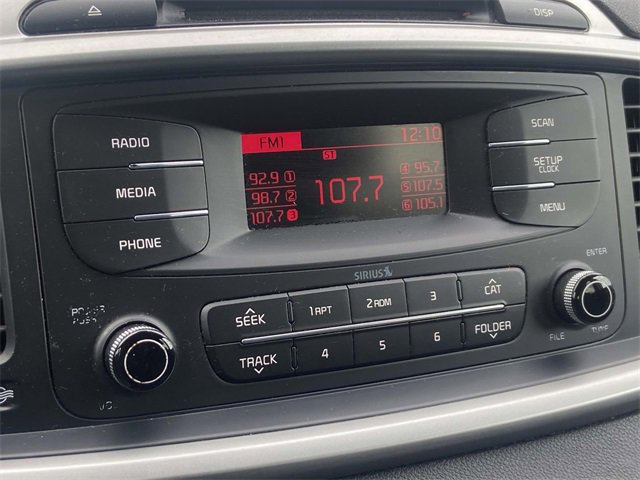 DISP
RADIO
MEDIA
PHONE
FM1 12:10
ST
92.9 1 4 95.7
98.7 2 107.7 5 107.5
107.7 3 6 105.1
SCAN
SETUP
CLOCK
MENU
SIRIUS
SEEK 1 RPT 2 RDM 3 CAT
TRACK 4 5 6 FOLDER
POWER
PUSH
VOL
ENTER
FILE TUNE